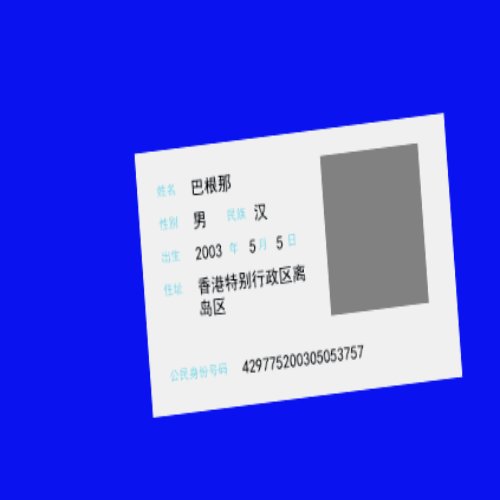 姓名 巴根那
性别 男 民族 汉
出生 2003 年 5 月 5 日
住址 香港特别行政区离
岛区
公民身份号码 429775200305053757